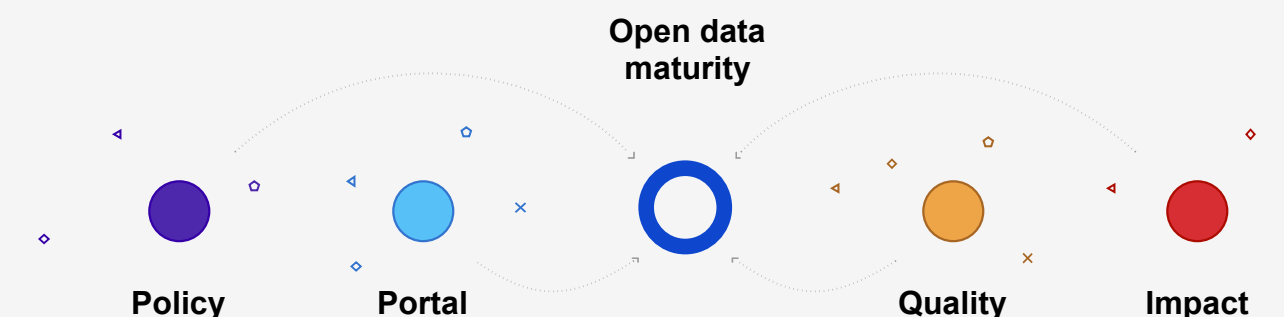 Open data
maturity
Policy
Portal
Quality
Impact